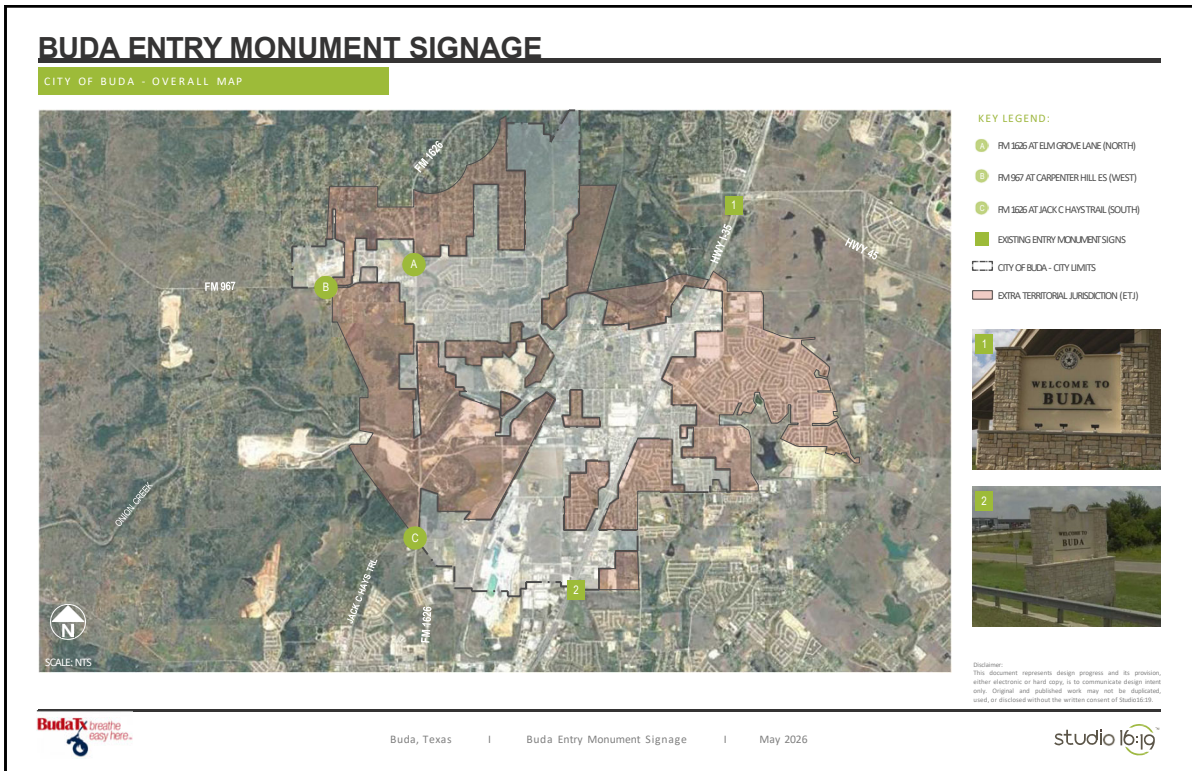 BUDA ENTRY MONUMENT SIGNAGE
CITY OF BUDA - OVERALL MAP
FM 1626
1
HWY I-35
HWY 45
A
B
FM 967
ONION CREEK
C
2
JACK C HAYS TRL
FM 1626
N
SCALE: NTS
KEY LEGEND:
A FM 1626 AT ELM GROVE LANE (NORTH)
B FM 967 AT CARPENTER HILL ES (WEST)
C FM 1626 AT JACK C HAYS TRAIL (SOUTH)
EXISTING ENTRY MONUMENT SIGNS
CITY OF BUDA - CITY LIMITS
EXTRA TERRITORIAL JURISDICTION (ETJ)
1
WELCOME TO
BUDA
2
WELCOME TO
BUDA
Disclaimer:
This document represents design progress and its provision,
either electronic or hard copy, is to communicate design intent
only. Original and published work may not be duplicated,
used, or disclosed without the written consent of Studio16:19.
BudaTx breathe
easy here™
Buda, Texas I Buda Entry Monument Signage I May 2026
studio 16:19™